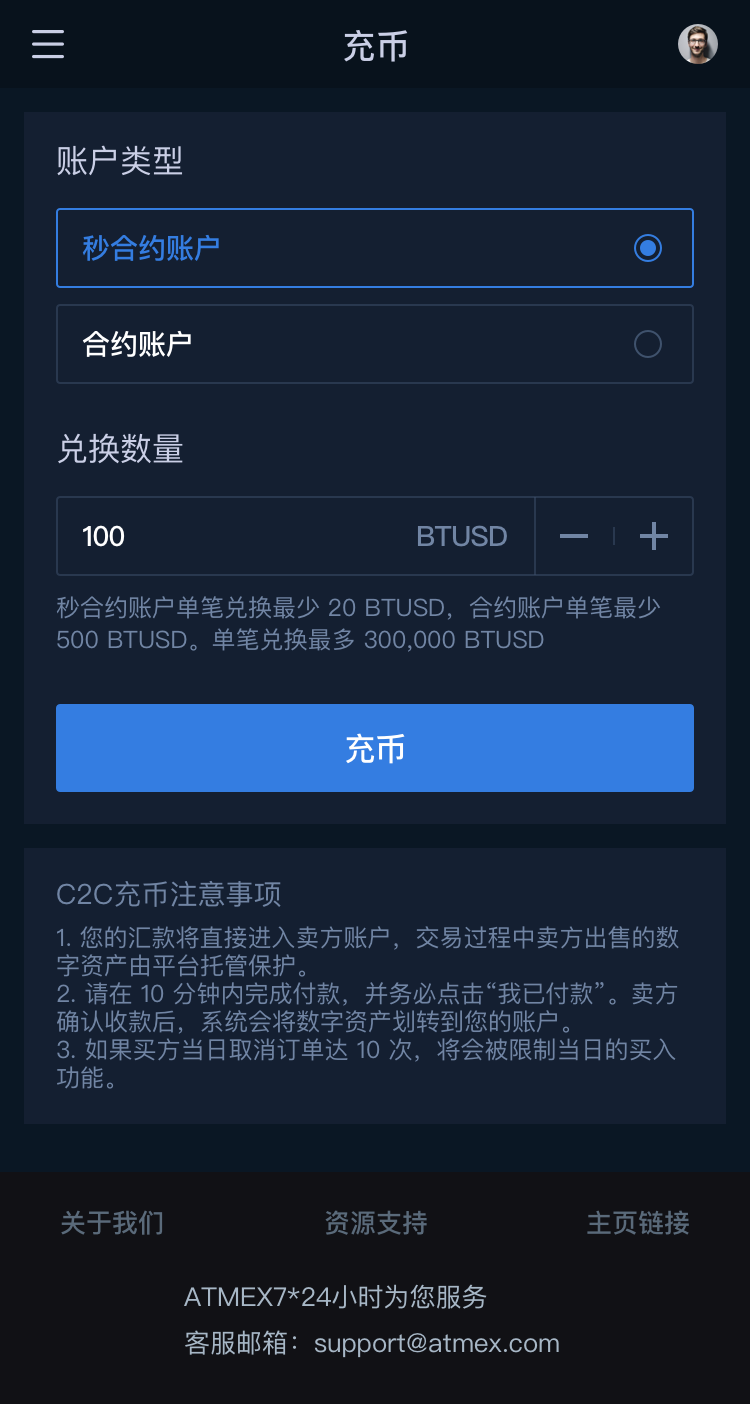 充币
账户类型
秒合约账户
合约账户
兑换数量
100 BTUSD
秒合约账户单笔兑换最少 20 BTUSD，合约账户单笔最少
500 BTUSD。单笔兑换最多 300,000 BTUSD
充币
C2C充币注意事项
1. 您的汇款将直接进入卖方账户，交易过程中卖方出售的数
字资产由平台托管保护。
2. 请在 10 分钟内完成付款，并务必点击“我已付款”。卖方
确认收款后，系统会将数字资产划转到您的账户。
3. 如果买方当日取消订单达 10 次，将会被限制当日的买入
功能。
关于我们 资源支持 主页链接
ATMEX7*24小时为您服务
客服邮箱：support@atmex.com